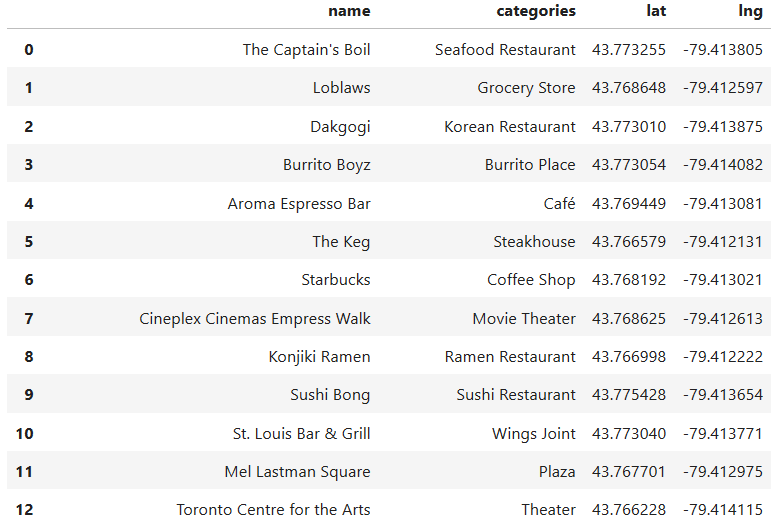 name categories lat lng
0 The Captain's Boil Seafood Restaurant 43.773255 -79.413805
1 Loblaws Grocery Store 43.768648 -79.412597
2 Dakgogi Korean Restaurant 43.773010 -79.413875
3 Burrito Boyz Burrito Place 43.773054 -79.414082
4 Aroma Espresso Bar Café 43.769449 -79.413081
5 The Keg Steakhouse 43.766579 -79.412131
6 Starbucks Coffee Shop 43.768192 -79.413021
7 Cineplex Cinemas Empress Walk Movie Theater 43.768625 -79.412613
8 Konjiki Ramen Ramen Restaurant 43.766998 -79.412222
9 Sushi Bong Sushi Restaurant 43.775428 -79.413654
10 St. Louis Bar & Grill Wings Joint 43.773040 -79.413771
11 Mel Lastman Square Plaza 43.767701 -79.412975
12 Toronto Centre for the Arts Theater 43.766228 -79.414115